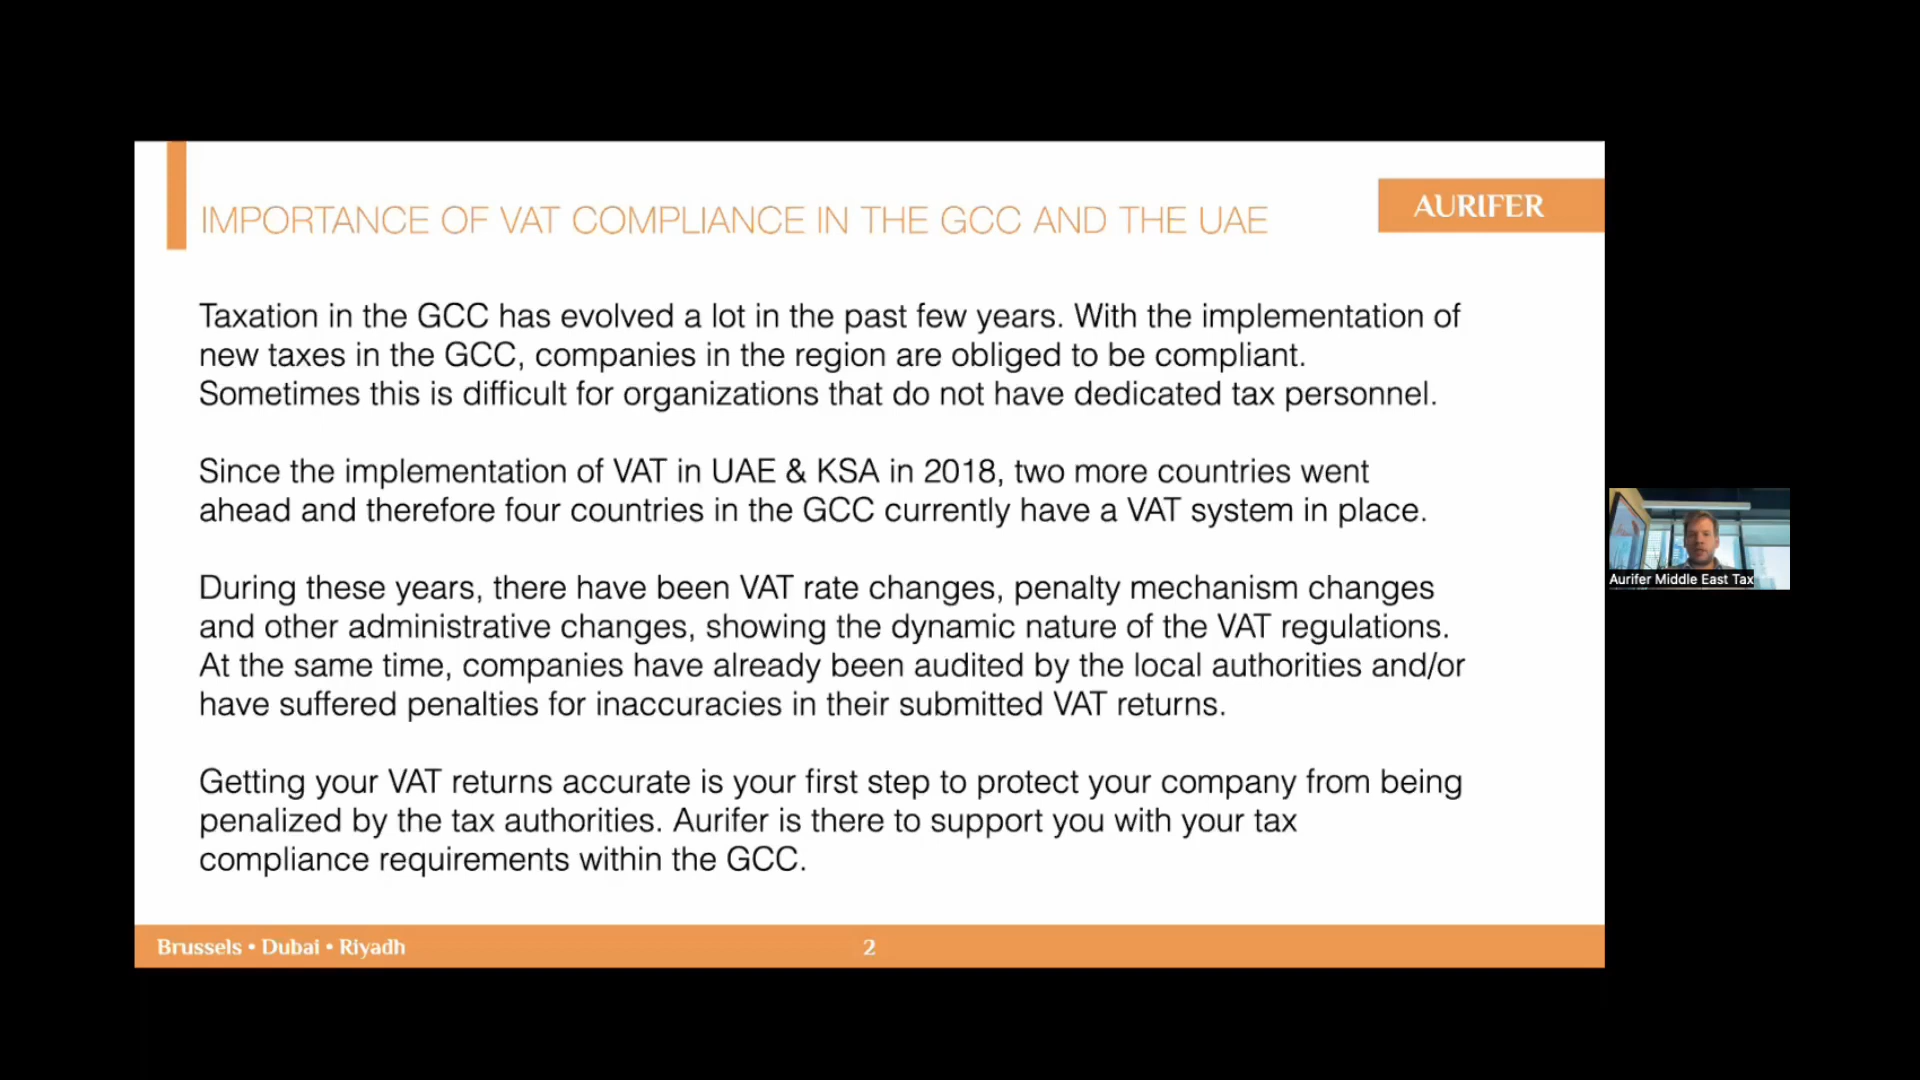 IMPORTANCE OF VAT COMPLIANCE IN THE GCC AND THE UAE
AURIFER
Taxation in the GCC has evolved a lot in the past few years. With the implementation of
new taxes in the GCC, companies in the region are obliged to be compliant.
Sometimes this is difficult for organizations that do not have dedicated tax personnel.
Since the implementation of VAT in UAE & KSA in 2018, two more countries went
ahead and therefore four countries in the GCC currently have a VAT system in place.
During these years, there have been VAT rate changes, penalty mechanism changes
and other administrative changes, showing the dynamic nature of the VAT regulations.
At the same time, companies have already been audited by the local authorities and/or
have suffered penalties for inaccuracies in their submitted VAT returns.
Getting your VAT returns accurate is your first step to protect your company from being
penalized by the tax authorities. Aurifer is there to support you with your tax
compliance requirements within the GCC.
Brussels • Dubai • Riyadh
2
Aurifer Middle East Tax